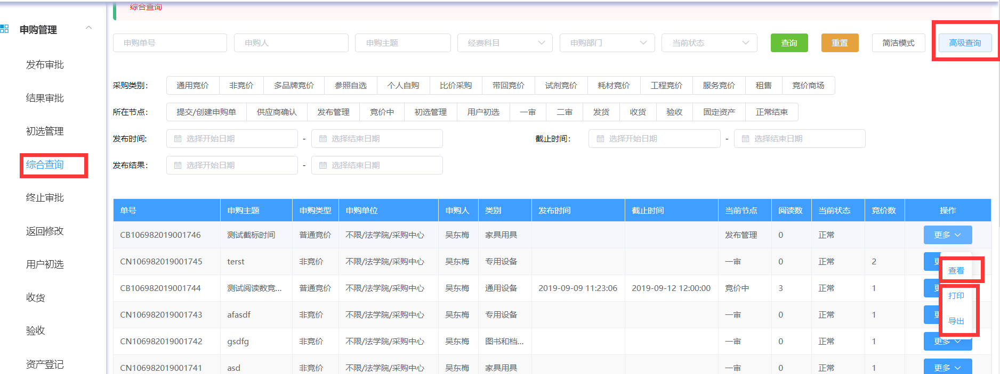 综合查询
申购管理
发布审批
结果审批
初选管理
综合查询
终止审批
返回修改
用户初选
收货
验收
资产登记
申购单号 申购人 申购主题 经费科目 申购部门 当前状态 查询 重置 简洁模式 高级查询
采购类别: 通用竞价 非竞价 多品牌竞价 参照自选 个人自购 比价采购 带回竞价 试剂竞价 耗材竞价 工程竞价 服务竞价 租售 竞价商场
所在节点: 提交/创建申购单 供应商确认 发布管理 竞价中 初选管理 用户初选 一审 二审 发货 收货 验收 固定资产 正常结束
发布时间: 选择开始日期 - 选择结束日期 截止时间: 选择开始日期 - 选择结束日期
发布结果: 选择开始日期 - 选择结束日期
单号 申购主题 申购类型 申购单位 申购人 类别 发布时间 截止时间 当前节点 阅读数 当前状态 竞价数 操作
CB106982019001746 测试截标时间 普通竞价 不限/法学院/采购中心 吴东梅 家具用具 发布管理 0 正常 更多
CN106982019001745 terst 非竞价 不限/法学院/采购中心 吴东梅 专用设备 一审 0 正常 2
查看
CB106982019001744 测试阅读数竞... 普通竞价 不限/法学院/采购中心 吴东梅 通用设备 2019-09-09 11:23:06 2019-09-12 12:00:00 竞价中 3 正常 1
打印
CN106982019001743 afasdf 非竞价 不限/法学院/采购中心 吴东梅 专用设备 一审 0 正常 1
导出
CN106982019001742 gsdfg 非竞价 不限/法学院/采购中心 吴东梅 图书和档... 一审 0 正常 1 更多
CN106982019001741 asd 非竞价 不限/法学院/采购中心 吴东梅 家具用具 一审 0 正常 1 更多